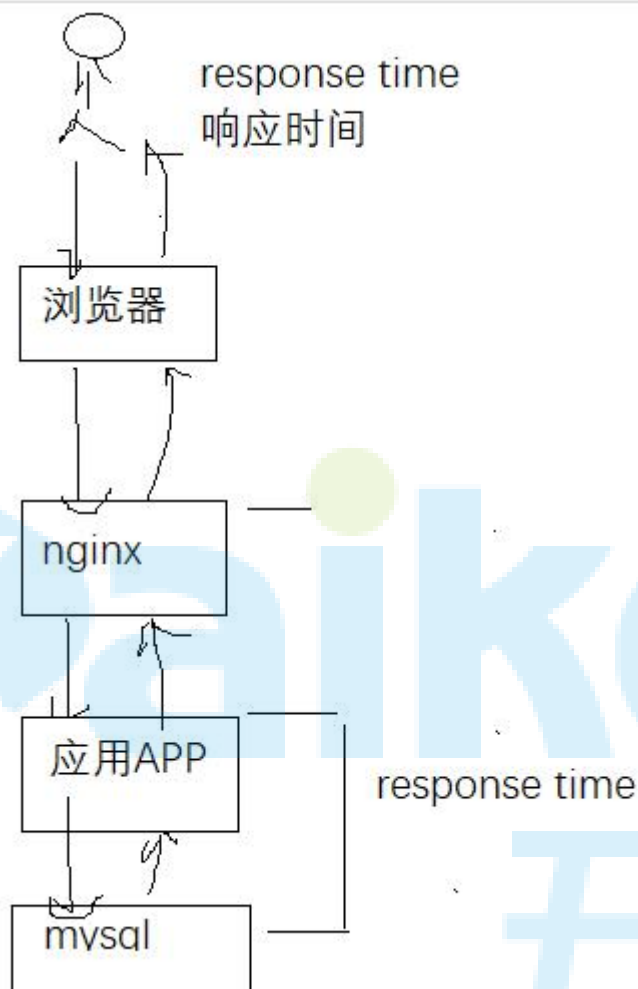 response time
响应时间
浏览器
nginx
应用APP
response time
mysql